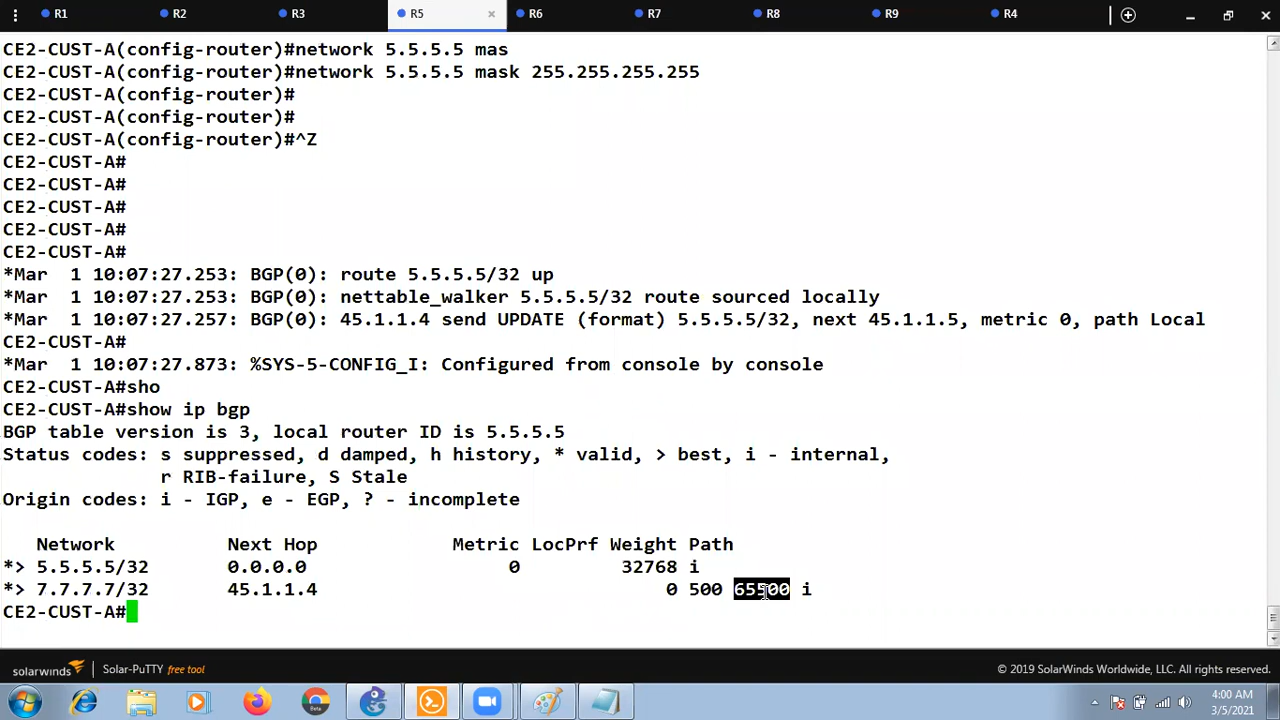 R1 R2 R3 R5 × R6 R7 R8 R9 R4
CE2-CUST-A(config-router)#network 5.5.5.5 mas
CE2-CUST-A(config-router)#network 5.5.5.5 mask 255.255.255.255
CE2-CUST-A(config-router)#
CE2-CUST-A(config-router)#
CE2-CUST-A(config-router)#^Z
CE2-CUST-A#
CE2-CUST-A#
CE2-CUST-A#
CE2-CUST-A#
CE2-CUST-A#
*Mar  1 10:07:27.253: BGP(0): route 5.5.5.5/32 up
*Mar  1 10:07:27.253: BGP(0): nettable_walker 5.5.5.5/32 route sourced locally
*Mar  1 10:07:27.257: BGP(0): 45.1.1.4 send UPDATE (format) 5.5.5.5/32, next 45.1.1.5, metric 0, path Local
CE2-CUST-A#
*Mar  1 10:07:27.873: %SYS-5-CONFIG_I: Configured from console by console
CE2-CUST-A#sho
CE2-CUST-A#show ip bgp
BGP table version is 3, local router ID is 5.5.5.5
Status codes: s suppressed, d damped, h history, * valid, > best, i - internal,
r RIB-failure, S Stale
Origin codes: i - IGP, e - EGP, ? - incomplete
Network Next Hop Metric LocPrf Weight Path
*> 5.5.5.5/32 0.0.0.0 0 32768 i
*> 7.7.7.7/32 45.1.1.4 0 500 65500 i
CE2-CUST-A#
solarwinds Solar-PuTTY free tool © 2019 SolarWinds Worldwide, LLC. All rights reserved.
4:00 AM
3/5/2021